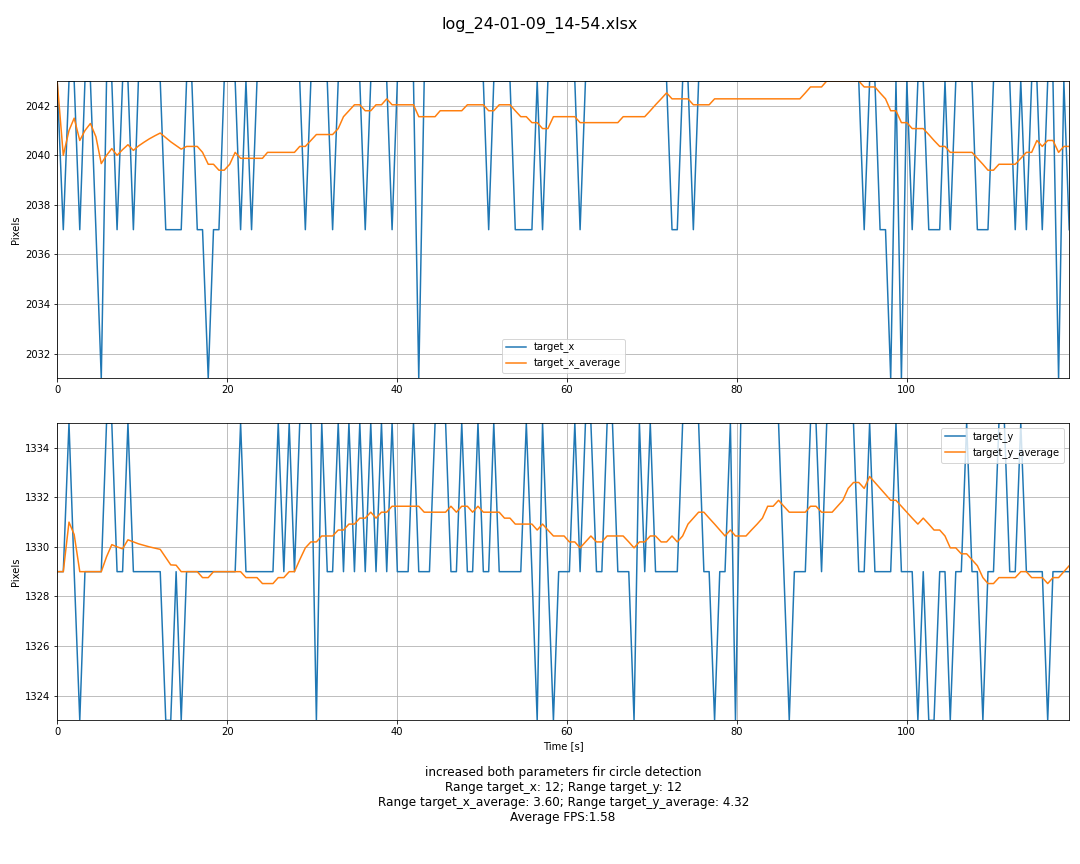 log_24-01-09_14-54.xlsx
2042
2040
2038
2036
2034
2032
Pixels
target_x
target_x_average
0 20 40 60 80 100
1334
1332
1330
1328
1326
1324
Pixels
target_y
target_y_average
0 20 40 60 80 100
Time [s]
increased both parameters fir circle detection
Range target_x: 12; Range target_y: 12
Range target_x_average: 3.60; Range target_y_average: 4.32
Average FPS:1.58